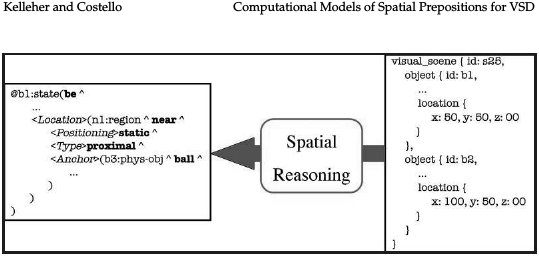 Kelleher and Costello
Computational Models of Spatial Prepositions for VSD
@b1:state(be ^
...
<Location>(n1:region ^ near ^
<Positioning>static ^
<Type>proximal ^
<Anchor>(b3:phys-obj ^ ball ^
...
)
)
)
Spatial
Reasoning
visual_scene { id: s25,
object { id: b1,
...
location {
x: 50, y: 50, z: 00
}
},
object { id: b2,
...
location {
x: 100, y: 50, z: 00
}
}
}